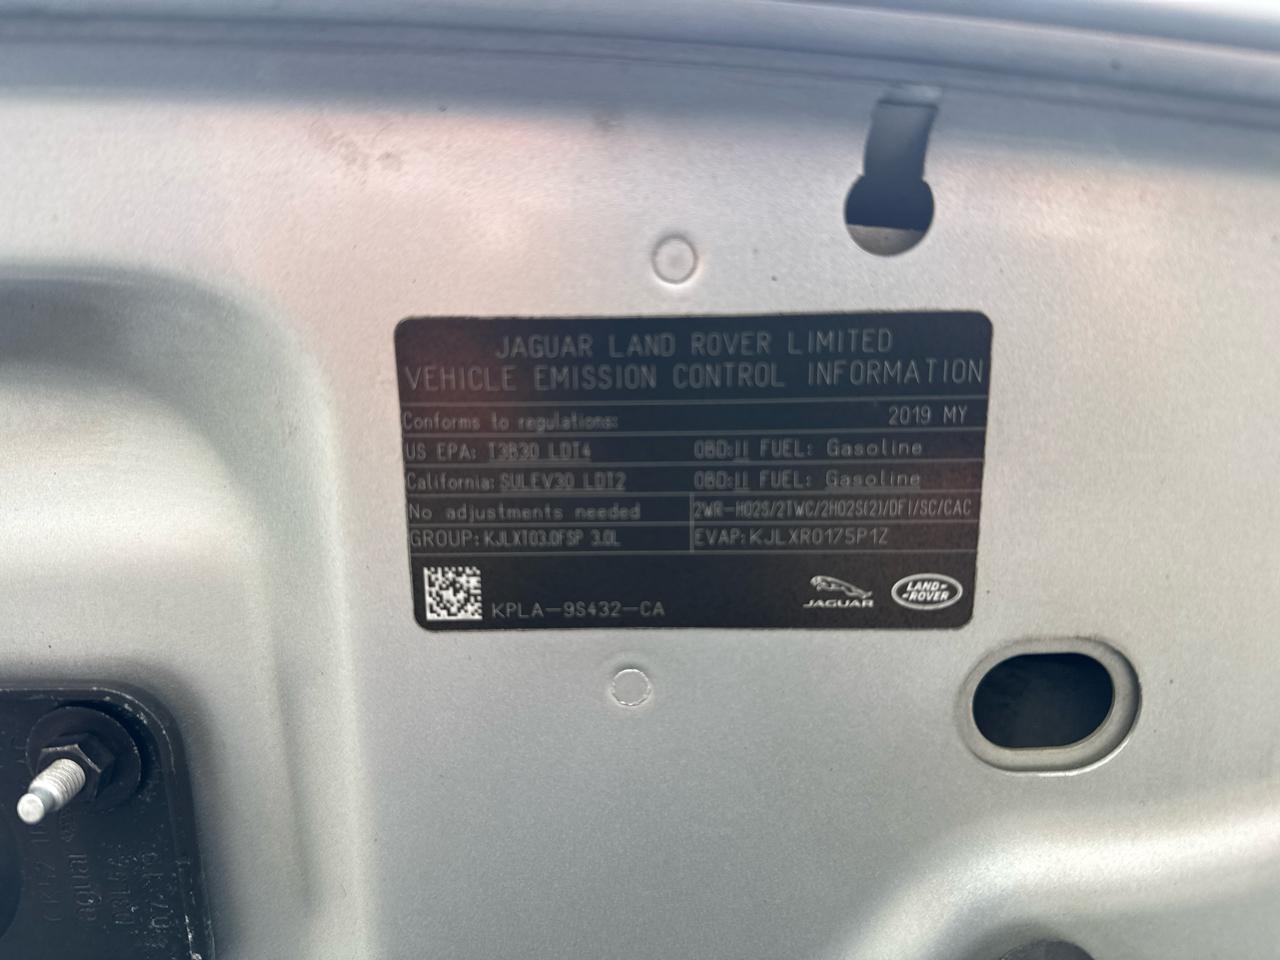 JAGUAR LAND ROVER LIMITED
VEHICLE EMISSION CONTROL INFORMATION
Conforms to regulations: 2019 MY
US EPA: T3B30 LDT4 OBD:II FUEL: Gasoline
California: SULEV30 LDT2 OBD:II FUEL: Gasoline
No adjustments needed 2WR-HO2S/2TWC/2HO2S(2)/DFI/SC/CAC
GROUP: KJLXT03.0FSP 3.0L EVAP: KJLXR0175P1Z
KPLA-9S432-CA
JAGUAR
LAND-
-ROVER